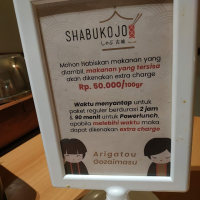 SHABUKOJO
しゃぶ古城
Mohon Habiskan makanan yang
diambil, makanan yang tersisa
akan dikenakan extra charge
Rp. 50.000/100gr
Waktu menyantap untuk
paket reguler berdurasi 2 jam
& 90 menit untuk Powerlunch,
apabila melebihi waktu maka
dapat dikenakan extra charge
Arigatou
Gozaimasu